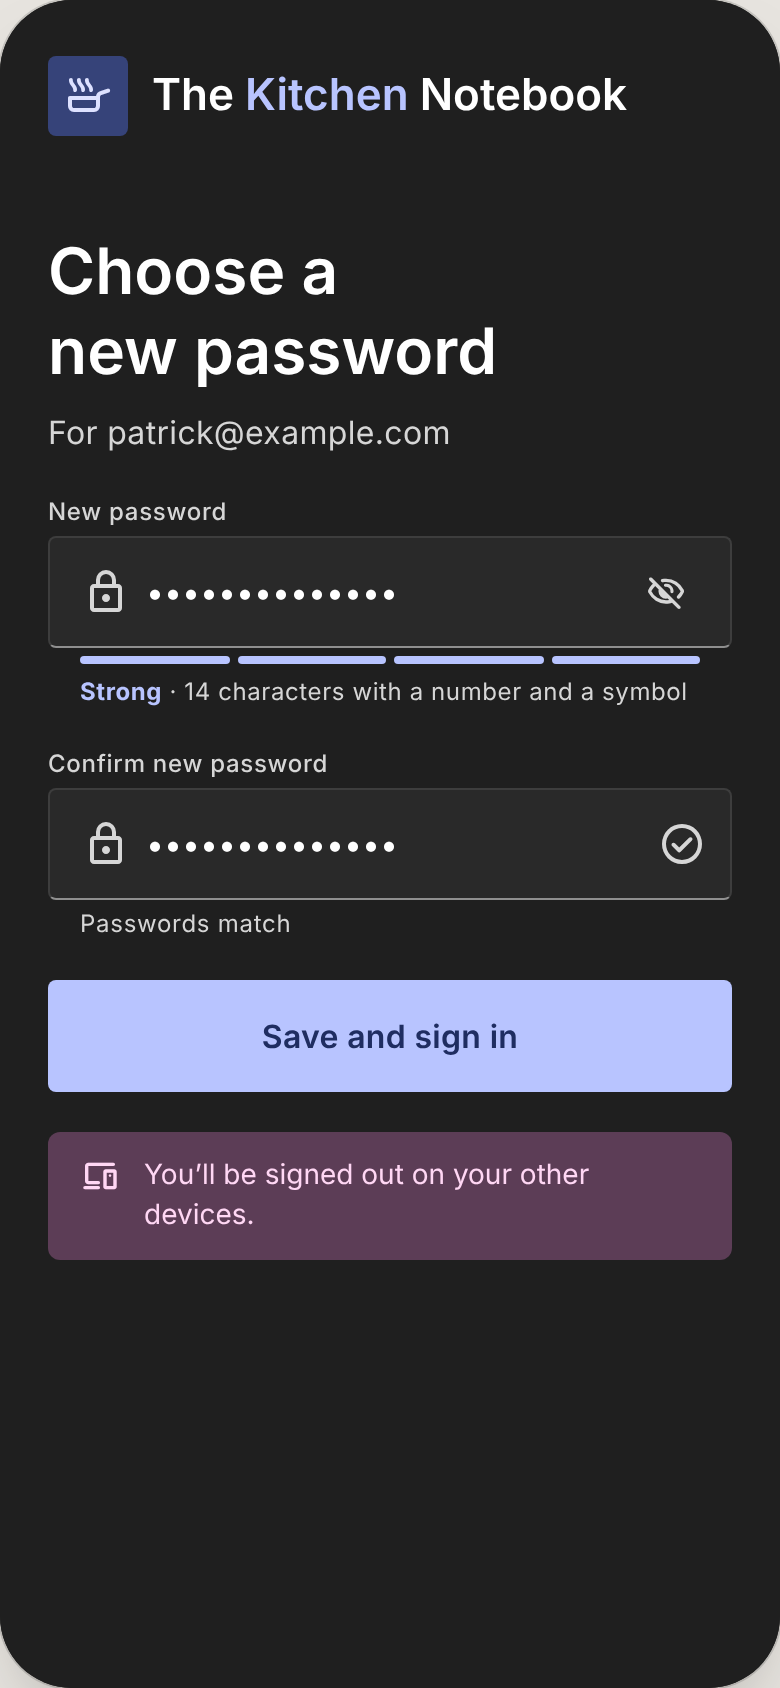 The Kitchen Notebook
Choose a
new password
For patrick@example.com
New password
••••••••••••••
Strong · 14 characters with a number and a symbol
Confirm new password
••••••••••••••
Passwords match
Save and sign in
You’ll be signed out on your other
devices.